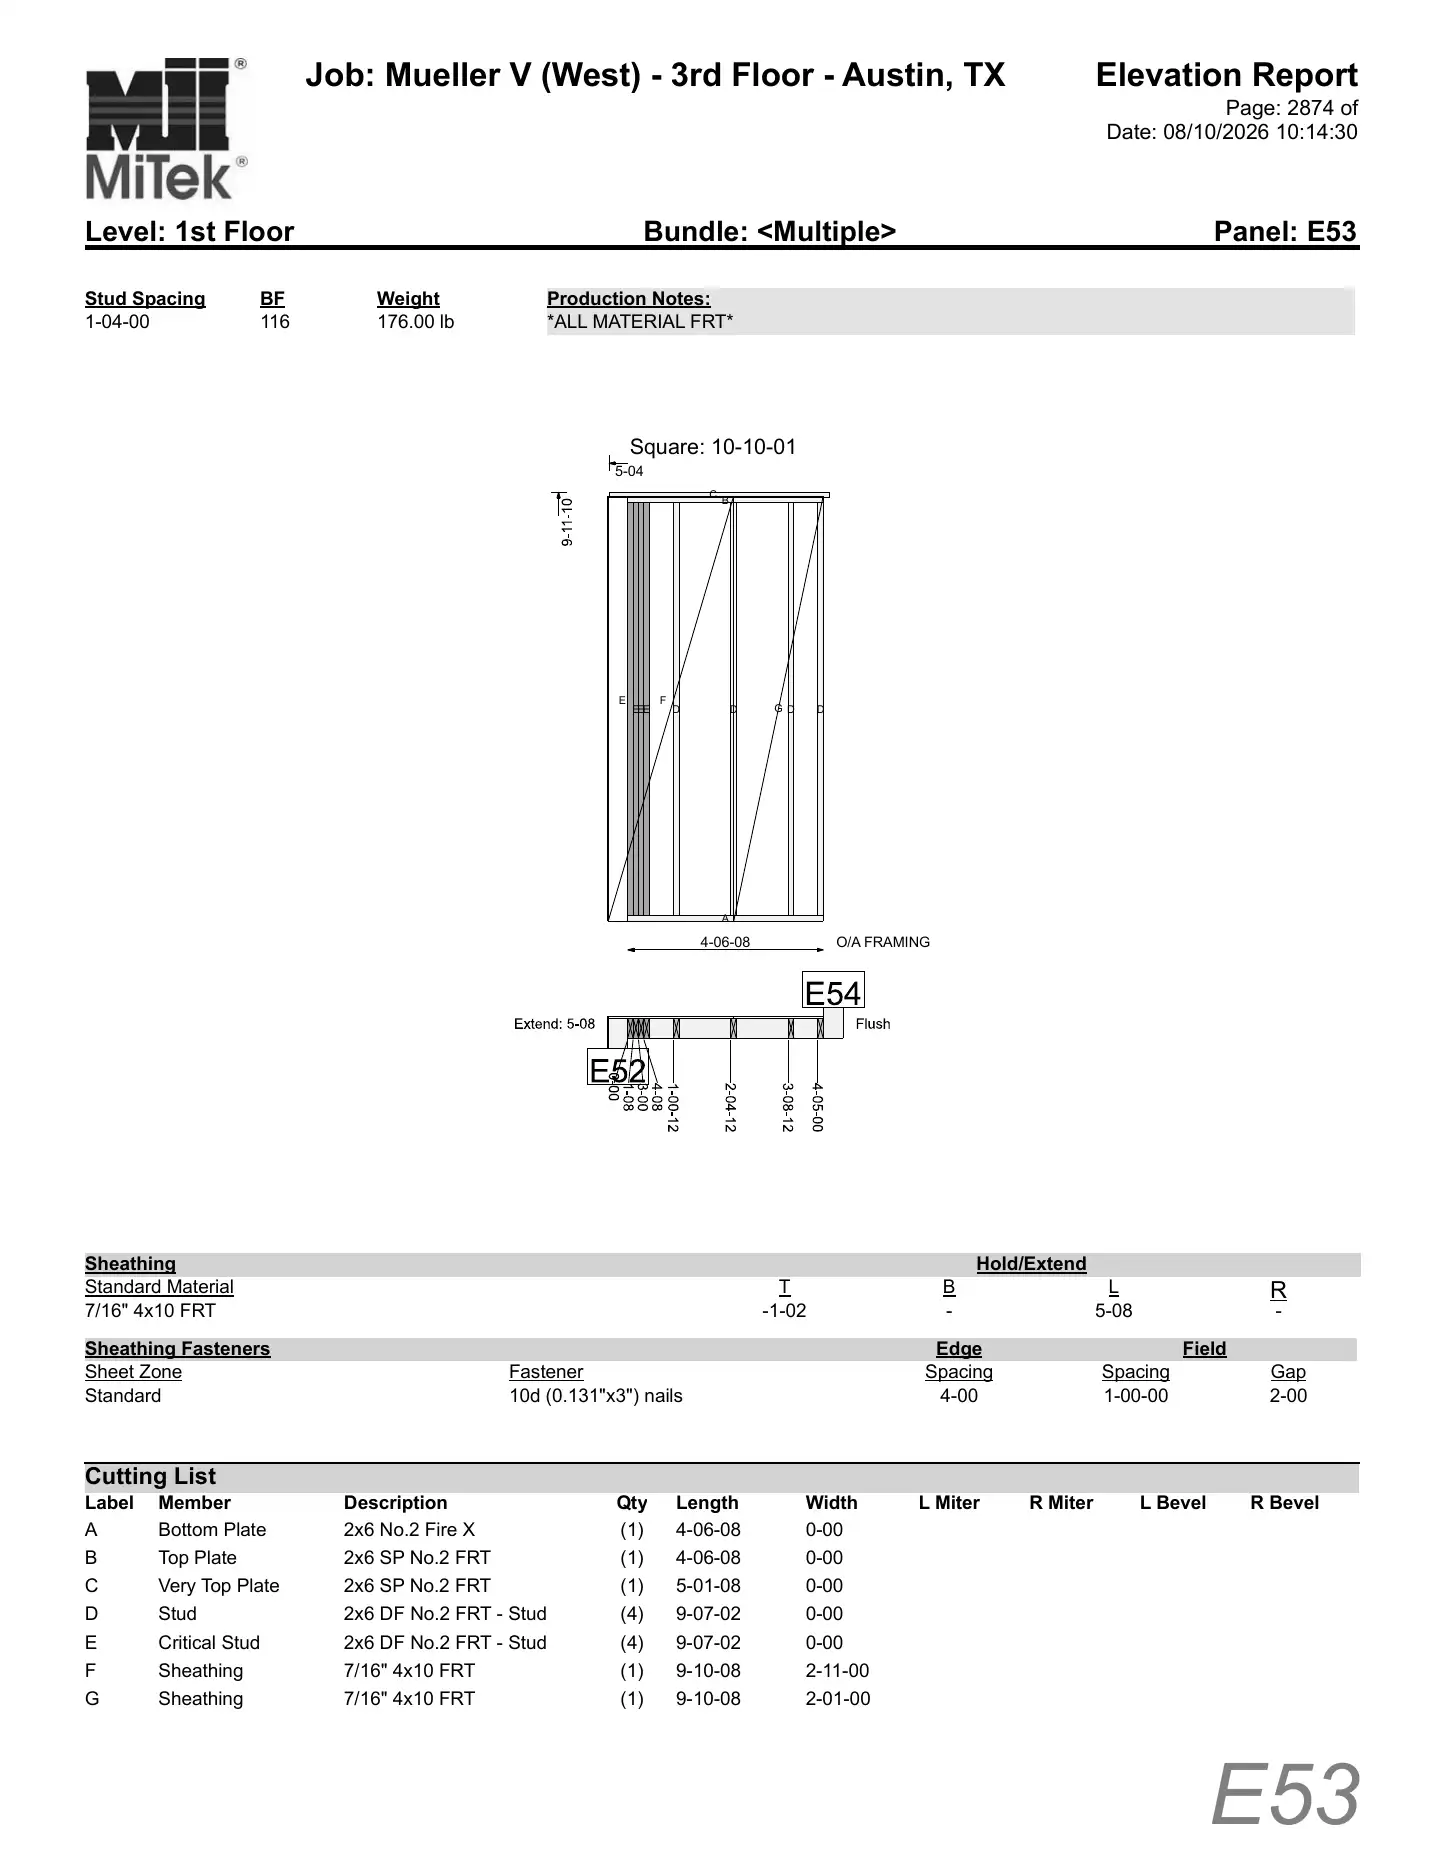 Job: Mueller V (West) - 3rd Floor - Austin, TX
Elevation Report
Page: 2874 of
Date: 08/10/2026 10:14:30
®
MiTek®
Level: 1st Floor Bundle: <Multiple> Panel: E53
Stud Spacing BF Weight Production Notes:
1-04-00 116 176.00 lb *ALL MATERIAL FRT*
Square: 10-10-01
5-04
9-11-10
C
B
E F D D G D D
E E E
A
4-06-08 O/A FRAMING
E54
Extend: 5-08 Flush
E52
0-00 1-08 3-00 4-08 1-00-12 2-04-12 3-08-12 4-05-00
Sheathing Hold/Extend
Standard Material T B L R
7/16" 4x10 FRT -1-02 - 5-08 -
Sheathing Fasteners Edge Field
Sheet Zone Fastener Spacing Spacing Gap
Standard 10d (0.131"x3") nails 4-00 1-00-00 2-00
Cutting List
Label Member Description Qty Length Width L Miter R Miter L Bevel R Bevel
A Bottom Plate 2x6 No.2 Fire X (1) 4-06-08 0-00
B Top Plate 2x6 SP No.2 FRT (1) 4-06-08 0-00
C Very Top Plate 2x6 SP No.2 FRT (1) 5-01-08 0-00
D Stud 2x6 DF No.2 FRT - Stud (4) 9-07-02 0-00
E Critical Stud 2x6 DF No.2 FRT - Stud (4) 9-07-02 0-00
F Sheathing 7/16" 4x10 FRT (1) 9-10-08 2-11-00
G Sheathing 7/16" 4x10 FRT (1) 9-10-08 2-01-00
E53